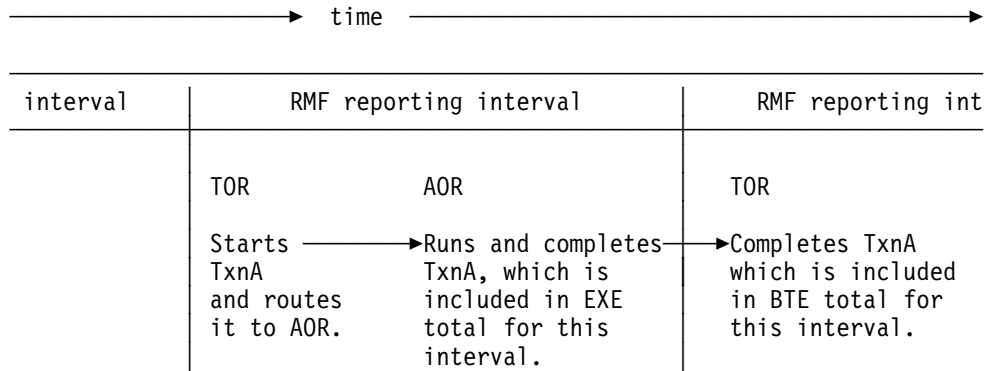 time
interval RMF reporting interval RMF reporting int
TOR AOR TOR
Starts Runs and completes Completes TxnA
TxnA TxnA, which is which is included
and routes included in EXE in BTE total for
it to AOR. total for this this interval.
interval.